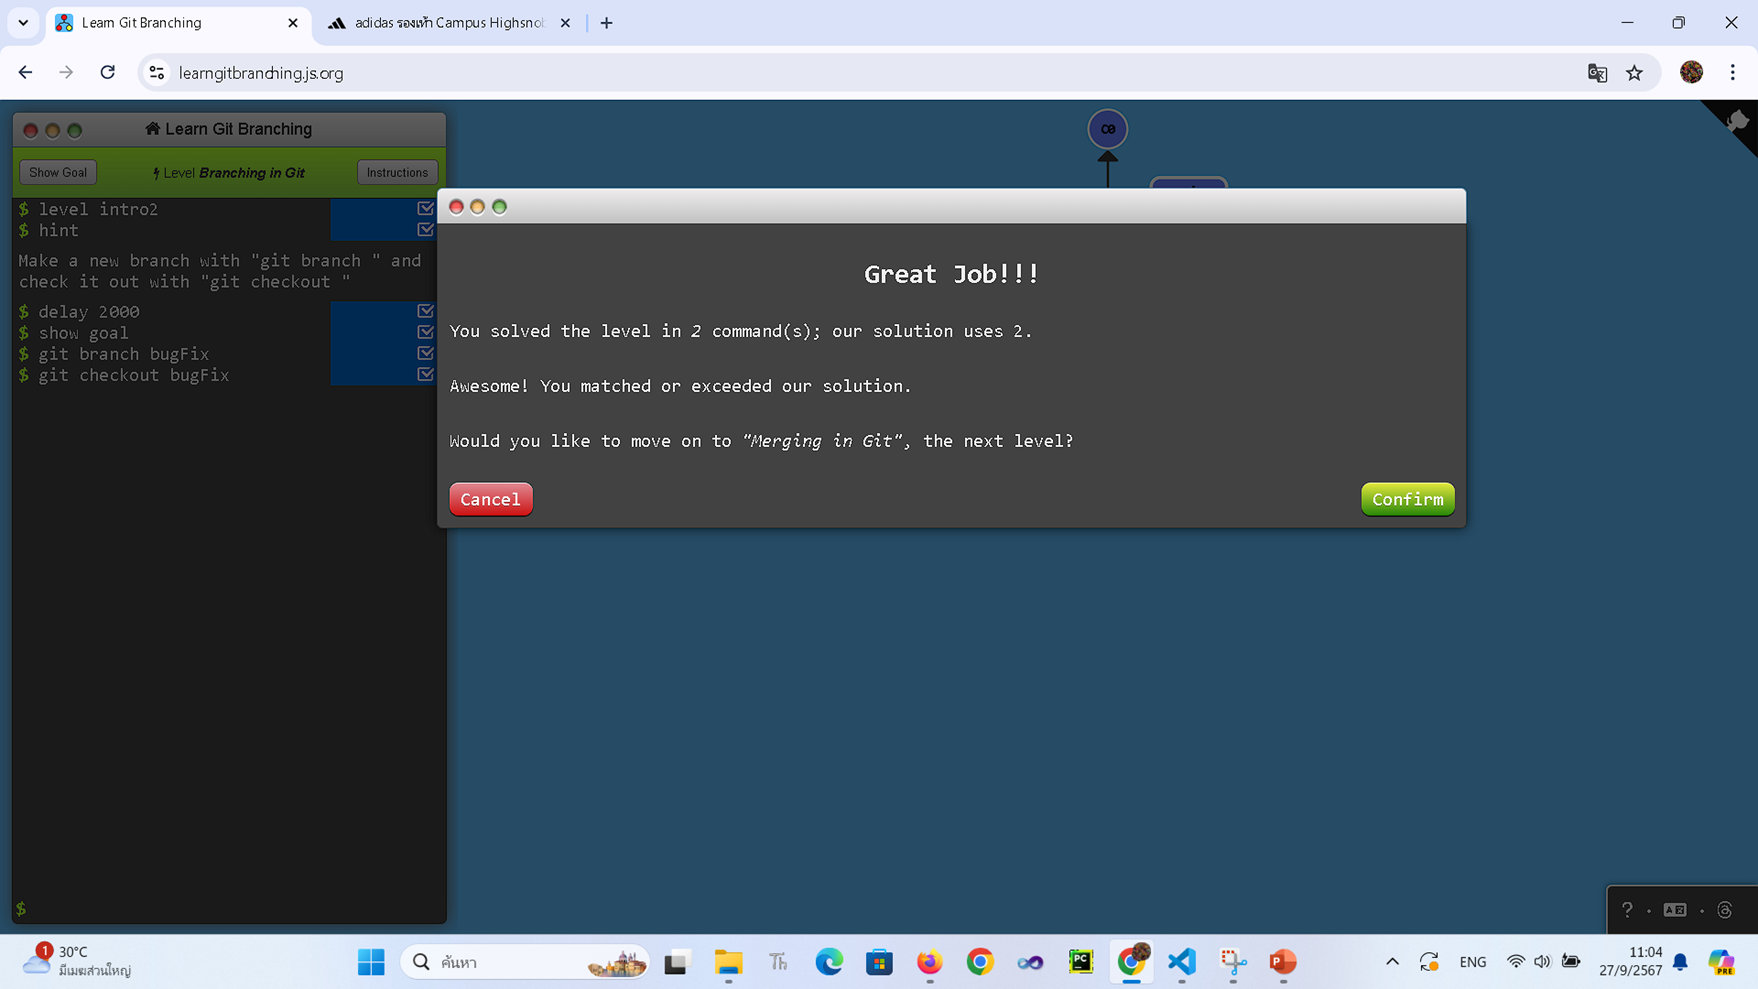 Learn Git Branching
adidas รองเท้า Campus Highsnob
learngitbranching.js.org
Learn Git Branching
Show Goal
Level Branching in Git
Instructions
$ level intro2
$ hint
Make a new branch with "git branch " and
check it out with "git checkout "
$ delay 2000
$ show goal
$ git branch bugFix
$ git checkout bugFix
$
C0
Great Job!!!
You solved the level in 2 command(s); our solution uses 2.
Awesome! You matched or exceeded our solution.
Would you like to move on to "Merging in Git", the next level?
Cancel
Confirm
?
1
30°C
มีเมฆส่วนใหญ่
ค้นหา
Th
PC
P
ENG
11:04
27/9/2567
PRE